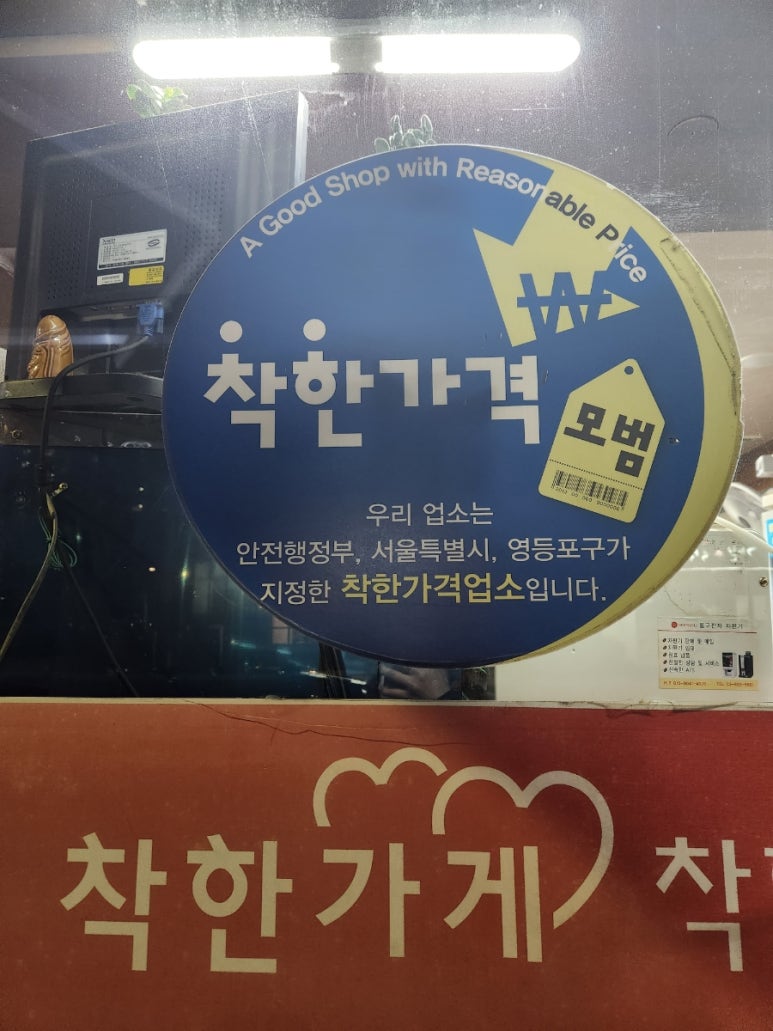 A Good Shop with Reasonable Price
₩
착한가격
모범
우리 업소는
안전행정부, 서울특별시, 영등포구가
지정한 착한가격업소입니다.
착한가게
착